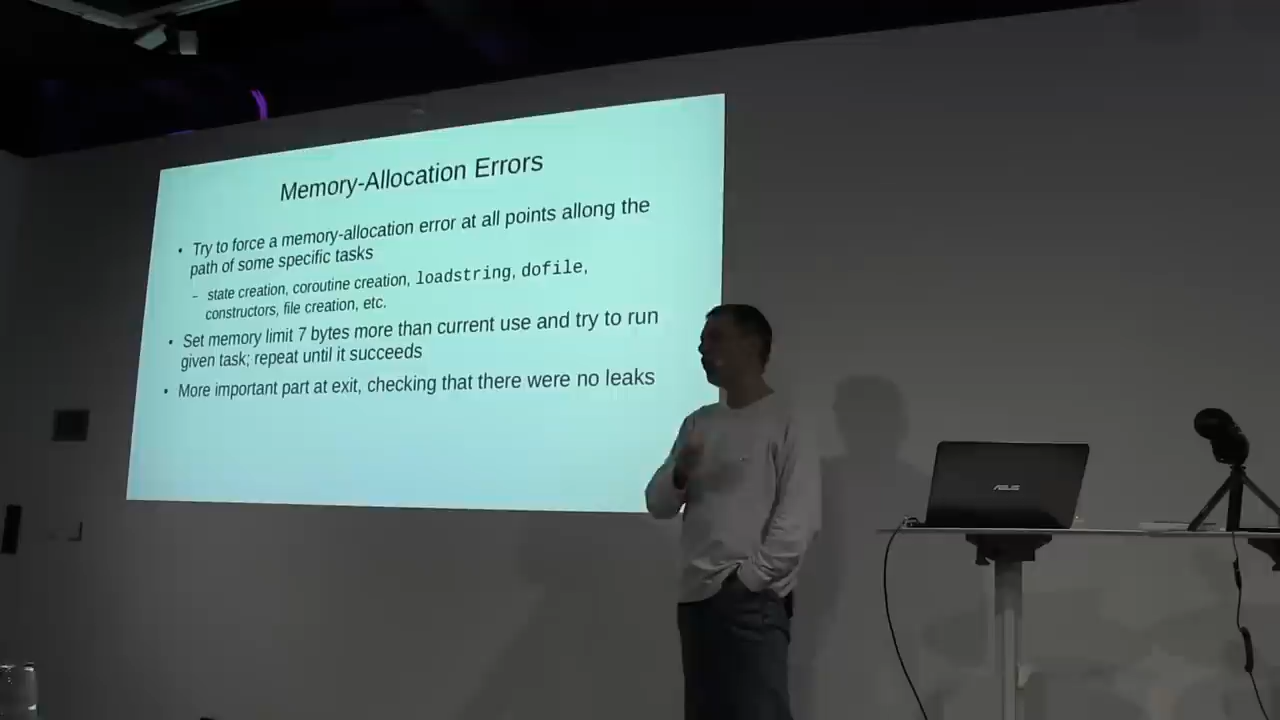 Memory-Allocation Errors
• Try to force a memory-allocation error at all points allong the
path of some specific tasks
– state creation, coroutine creation, loadstring, dofile,
constructors, file creation, etc.
• Set memory limit 7 bytes more than current use and try to run
given task; repeat until it succeeds
• More important part at exit, checking that there were no leaks
ASUS